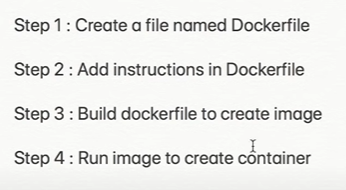 Step 1 : Create a file named Dockerfile
Step 2 : Add instructions in Dockerfile
Step 3 : Build dockerfile to create image
Step 4 : Run image to create container